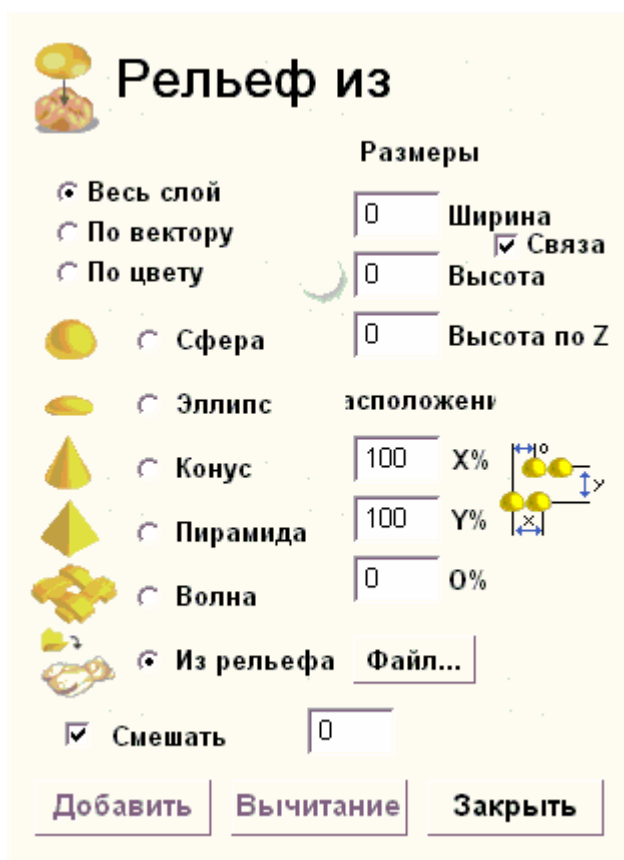 Рельеф из
Размеры
Весь слой
По вектору
По цвету
0 Ширина
Связа
0 Высота
0 Высота по Z
Сфера
Эллипс
Конус
Пирамида
Волна
Из рельефа
асположени
100 X%
100 Y%
0 O%
o
y
x
Файл...
Смешать 0
Добавить Вычитание Закрыть